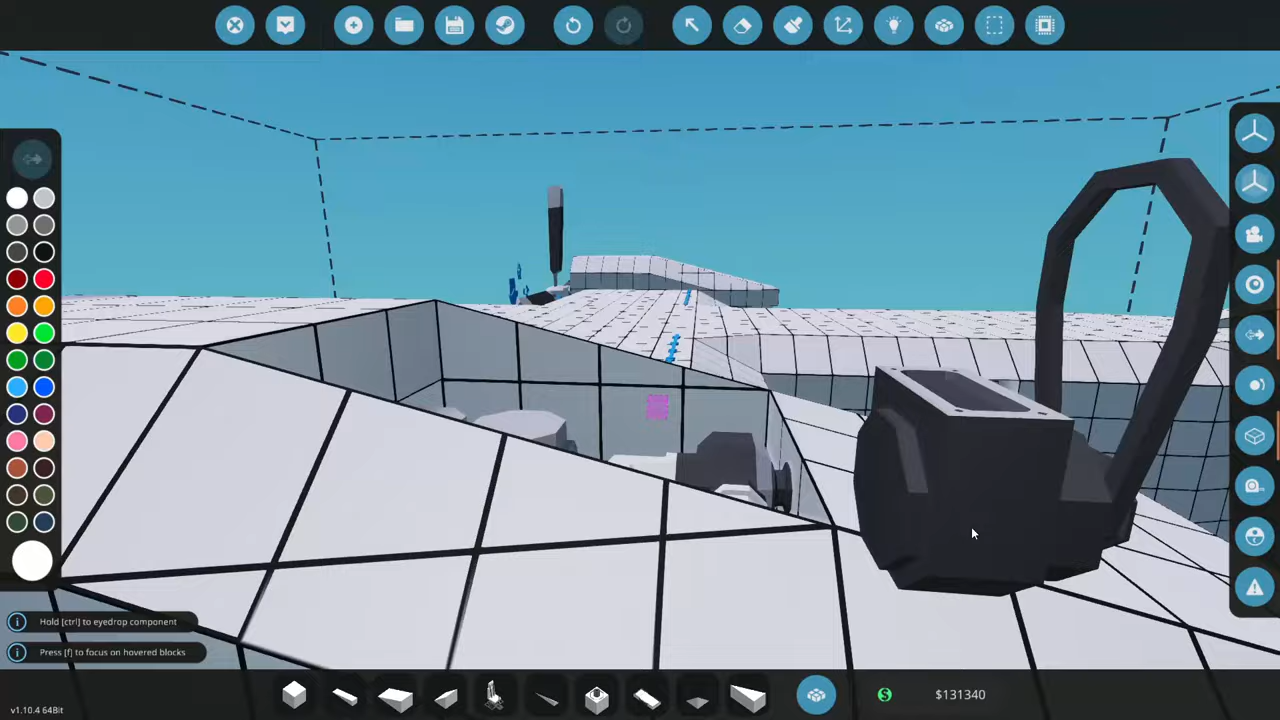 Hold [ctrl] to eyedrop component
Press [f] to focus on hovered blocks
v1.10.4 64Bit
$131340